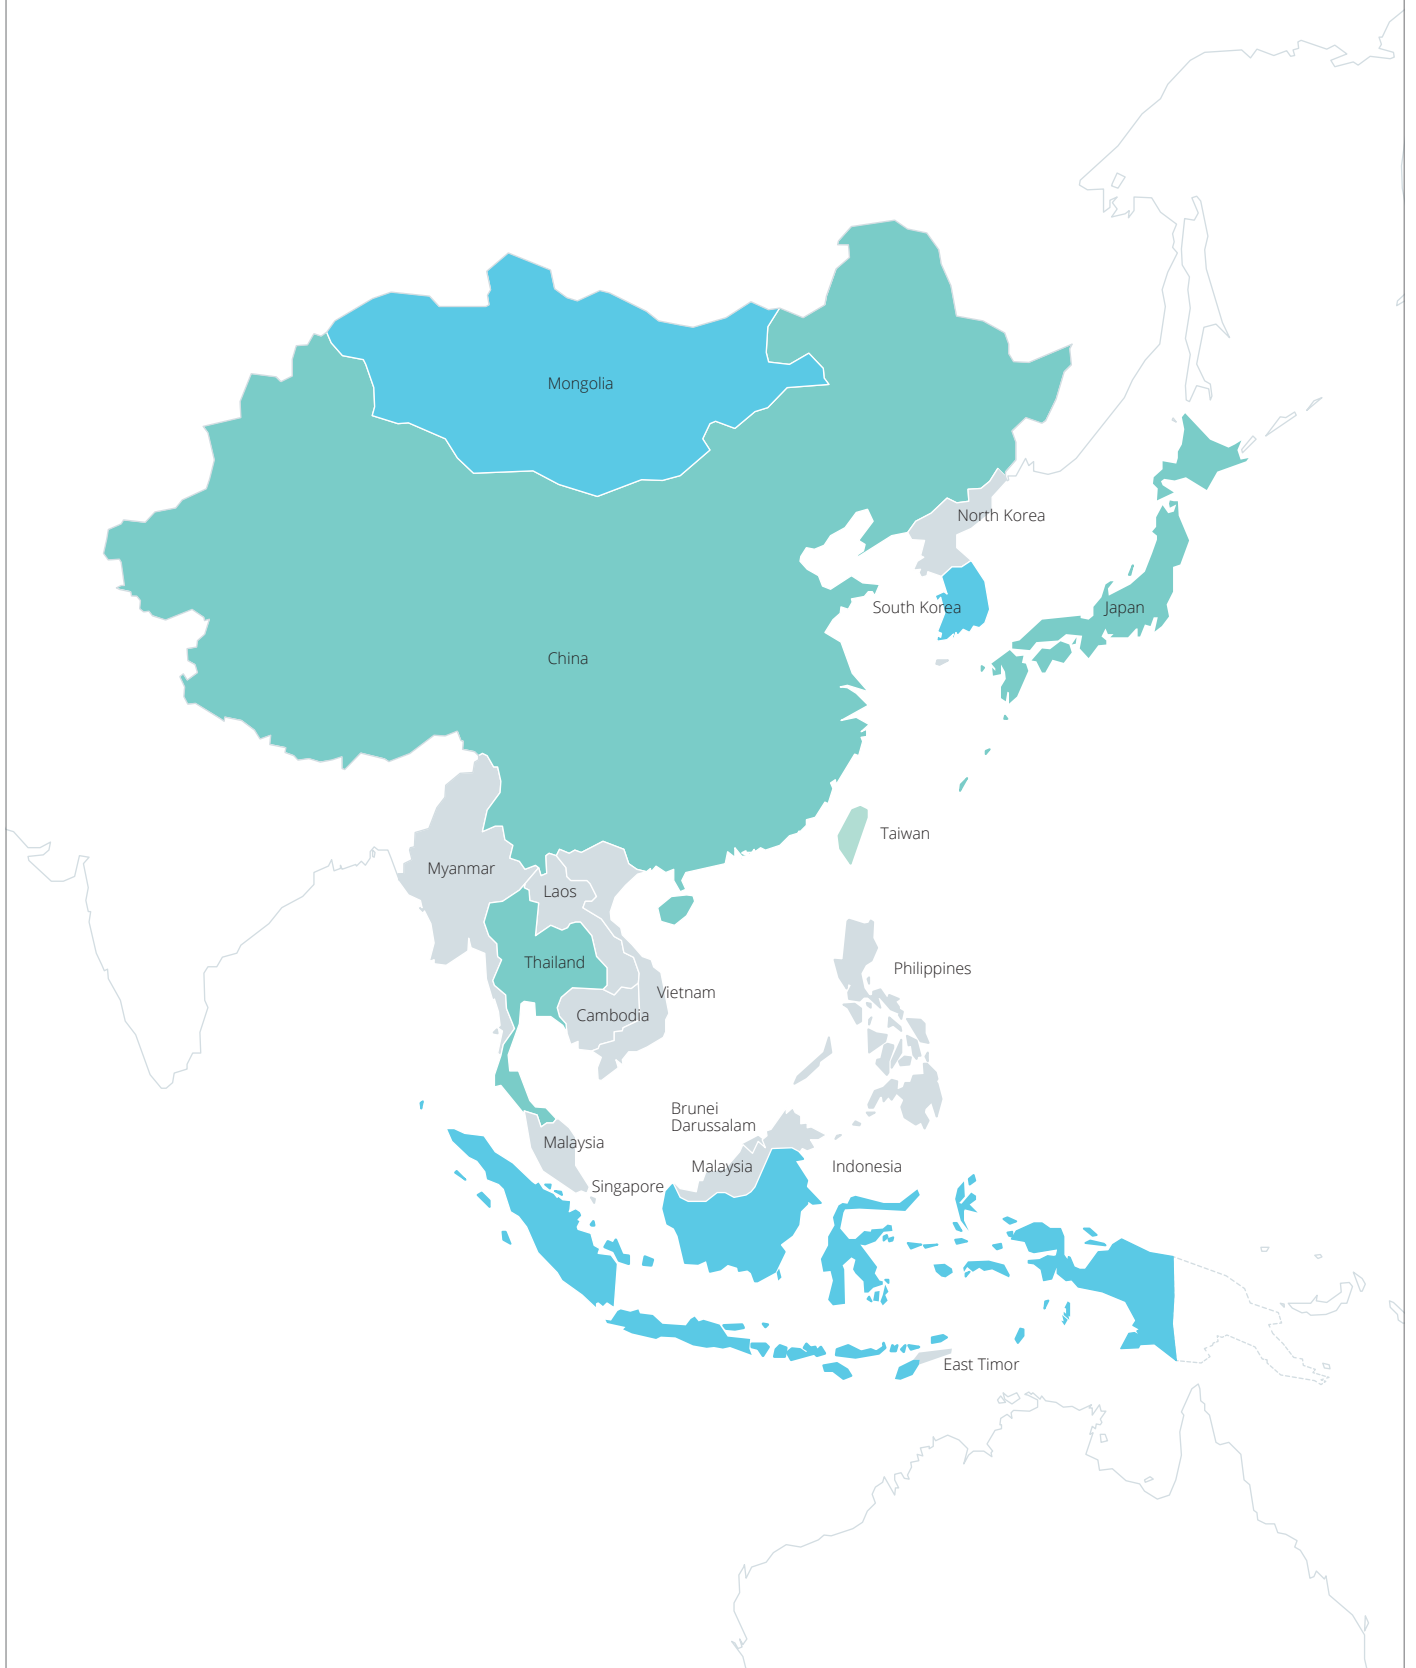 Mongolia
North Korea
South Korea
Japan
China
Taiwan
Myanmar
Laos
Thailand
Philippines
Vietnam
Cambodia
Brunei
Darussalam
Malaysia
Malaysia
Indonesia
Singapore
East Timor